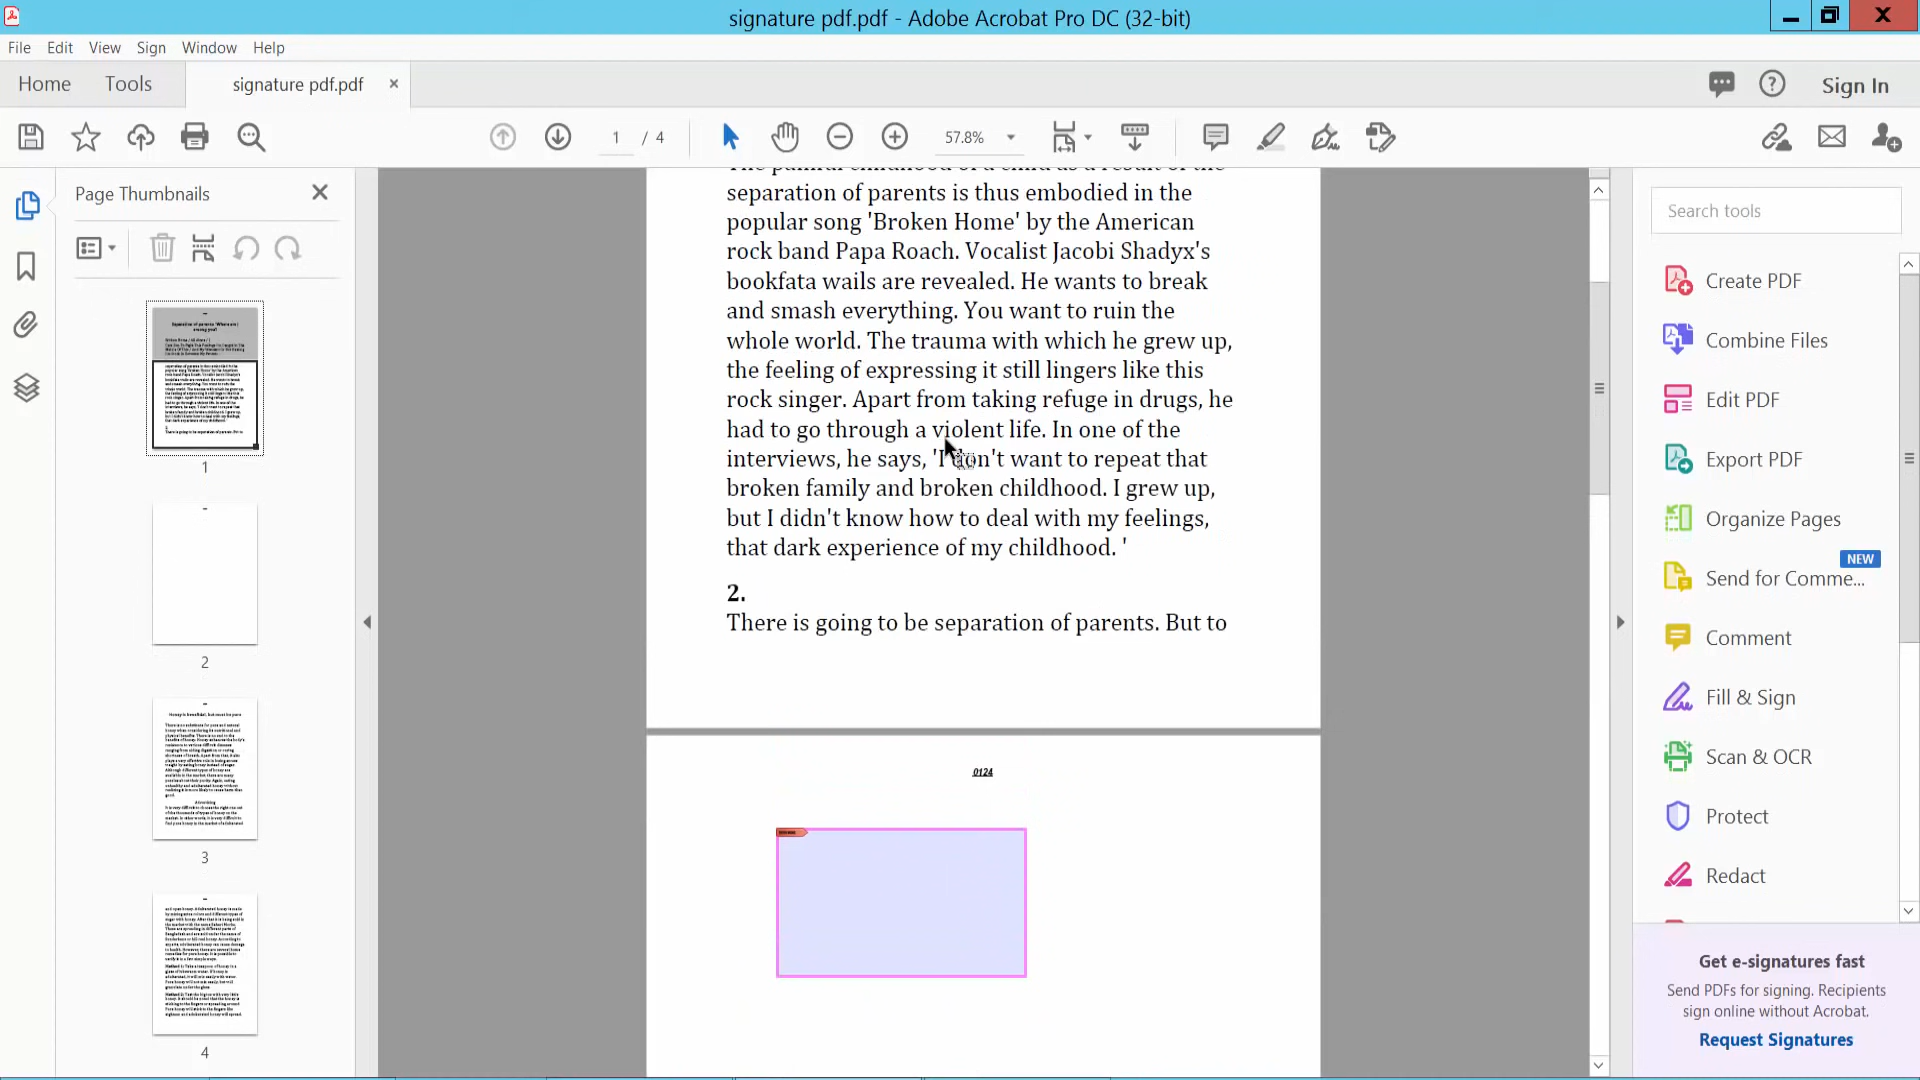 signature pdf.pdf - Adobe Acrobat Pro DC (32-bit)
File Edit View Sign Window Help
Home Tools signature pdf.pdf × Sign In
1 / 4 57.8%
Page Thumbnails
1
2
3
4
The painful childhood of a child as a result of the
separation of parents is thus embodied in the
popular song 'Broken Home' by the American
rock band Papa Roach. Vocalist Jacobi Shadyx's
bookfata wails are revealed. He wants to break
and smash everything. You want to ruin the
whole world. The trauma with which he grew up,
the feeling of expressing it still lingers like this
rock singer. Apart from taking refuge in drugs, he
had to go through a violent life. In one of the
interviews, he says, 'I don't want to repeat that
broken family and broken childhood. I grew up,
but I didn't know how to deal with my feelings,
that dark experience of my childhood. '
2.
There is going to be separation of parents. But to
0124
Search tools
Create PDF
Combine Files
Edit PDF
Export PDF
Organize Pages
NEW
Send for Comme...
Comment
Fill & Sign
Scan & OCR
Protect
Redact
Get e-signatures fast
Send PDFs for signing. Recipients
sign online without Acrobat.
Request Signatures